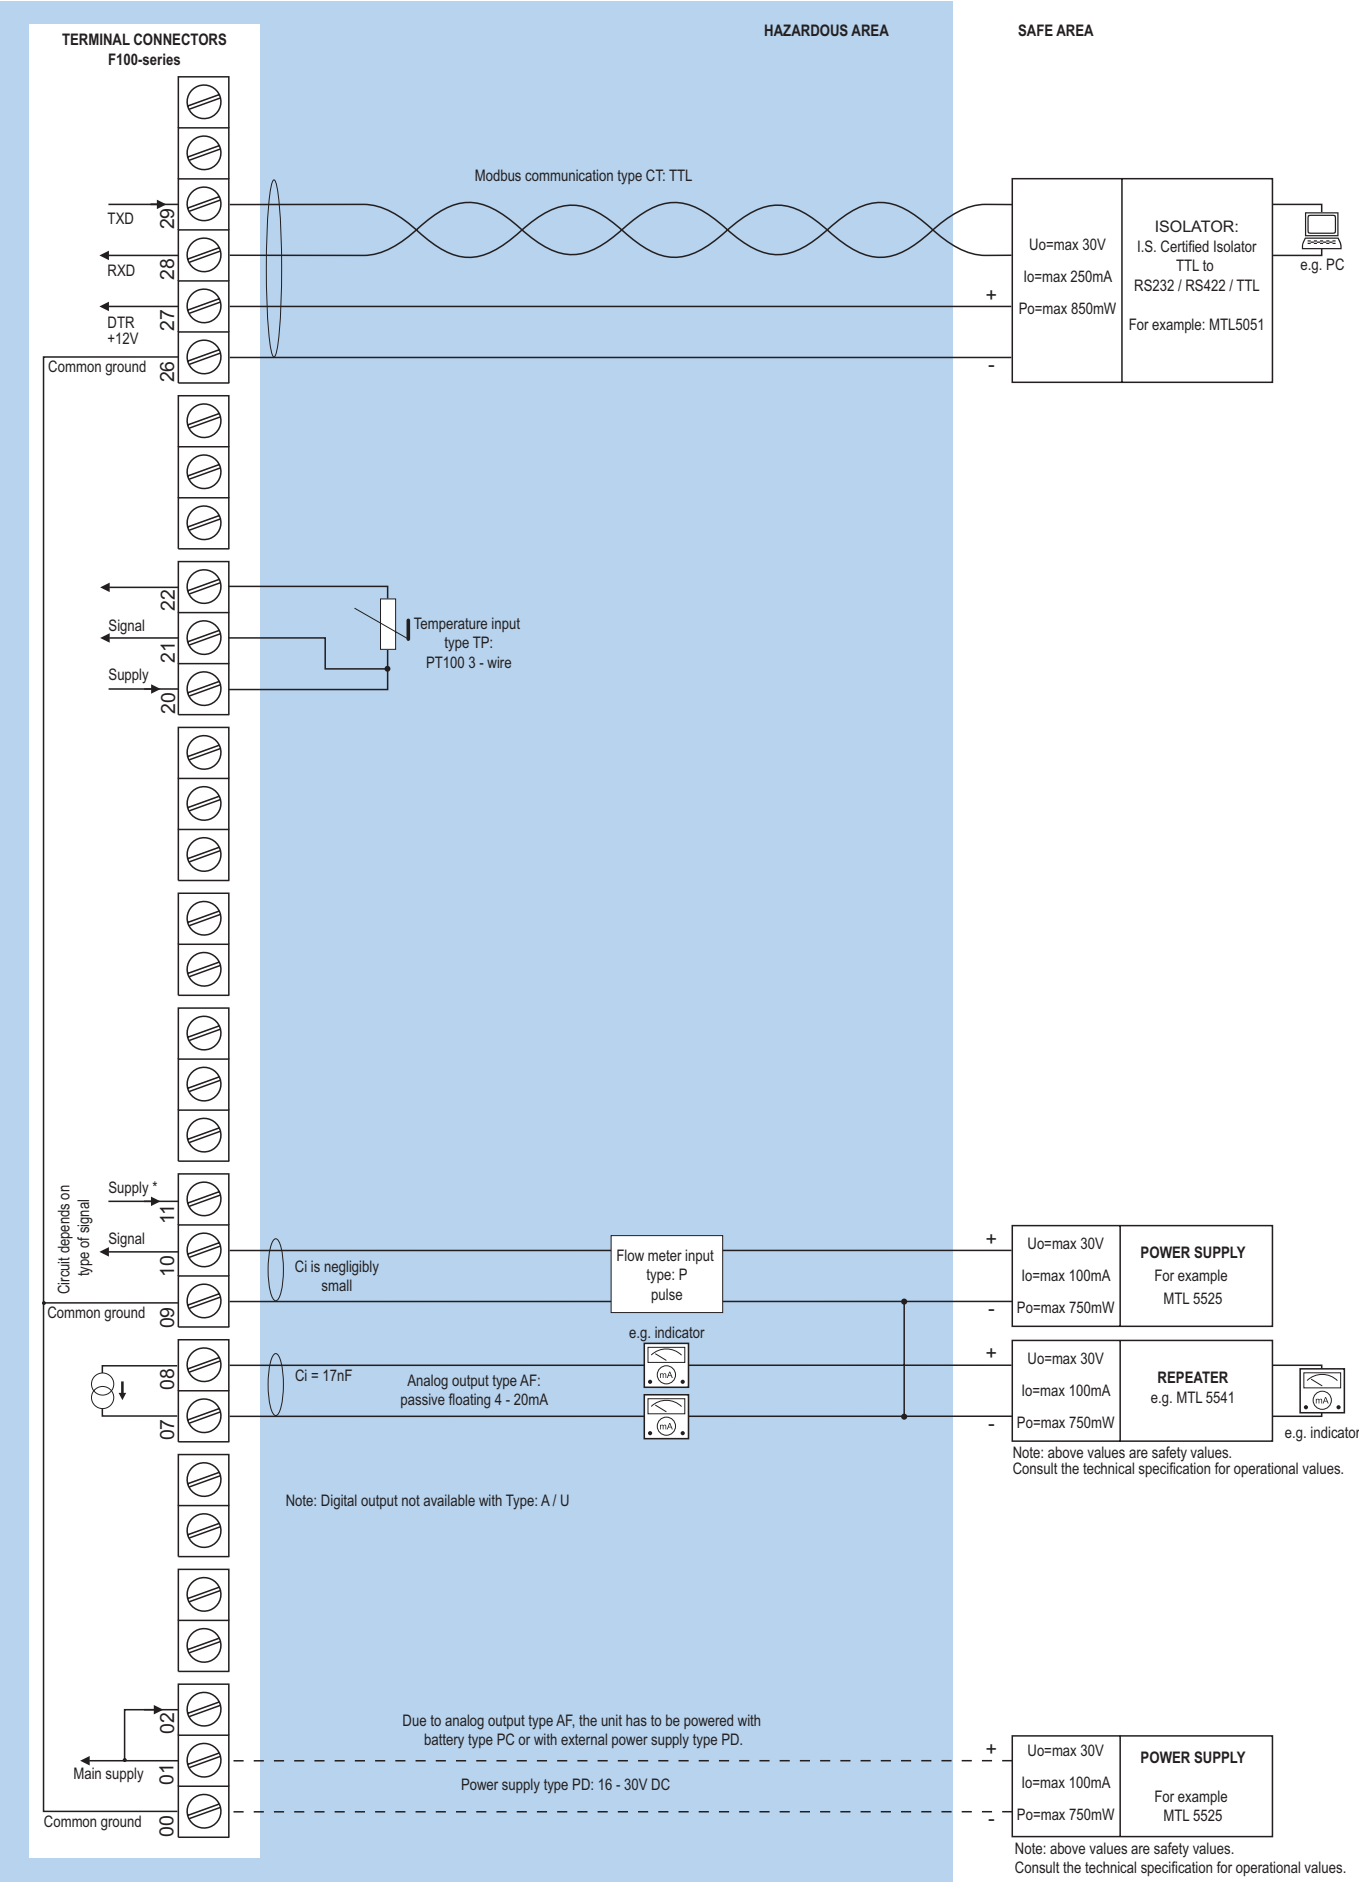 HAZARDOUS AREA
SAFE AREA
TERMINAL CONNECTORS
F100-series
Modbus communication type CT: TTL
TXD
29
RXD
28
DTR
+12V
27
Common ground
26
+
-
Uo=max 30V
Io=max 250mA
Po=max 850mW
ISOLATOR:
I.S. Certified Isolator
TTL to
RS232 / RS422 / TTL
For example: MTL5051
e.g. PC
22
Signal
21
Supply
20
Temperature input
type TP:
PT100 3 - wire
Circuit depends on
type of signal
Supply *
11
Signal
10
Common ground
09
Ci is negligibly
small
Flow meter input
type: P
pulse
+
-
Uo=max 30V
Io=max 100mA
Po=max 750mW
POWER SUPPLY
For example
MTL 5525
e.g. indicator
08
07
Ci = 17nF
Analog output type AF:
passive floating 4 - 20mA
mA
mA
+
-
Uo=max 30V
Io=max 100mA
Po=max 750mW
REPEATER
e.g. MTL 5541
mA
e.g. indicator
Note: above values are safety values.
Consult the technical specification for operational values.
Note: Digital output not available with Type: A / U
02
Main supply
01
Common ground
00
Due to analog output type AF, the unit has to be powered with
battery type PC or with external power supply type PD.
Power supply type PD: 16 - 30V DC
+
-
Uo=max 30V
Io=max 100mA
Po=max 750mW
POWER SUPPLY
For example
MTL 5525
Note: above values are safety values.
Consult the technical specification for operational values.